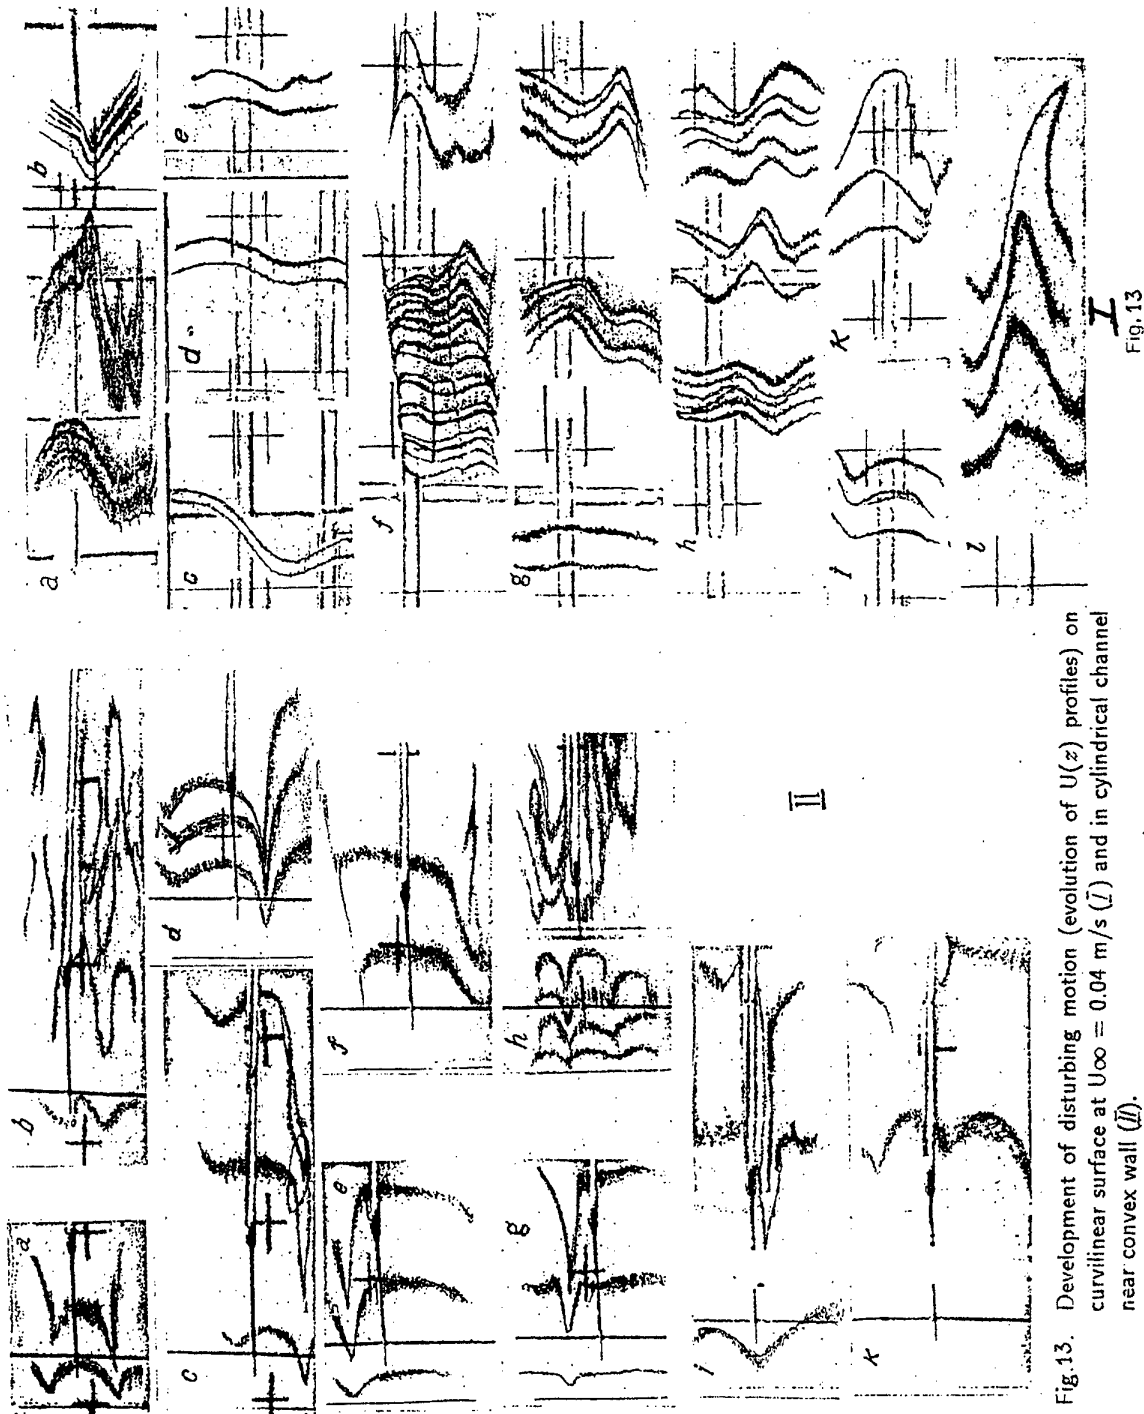 a
b
c
d
e
f
g
h
i
k
II
a
b
c
d
e
f
f
g
h
i
k
l
I
Fig. 13
Fig.13. Development of disturbing motion (evolution of U(z) profiles) on
curvilinear surface at U∞ = 0.04 m/s (I) and in cylindrical channel
near convex wall (II).